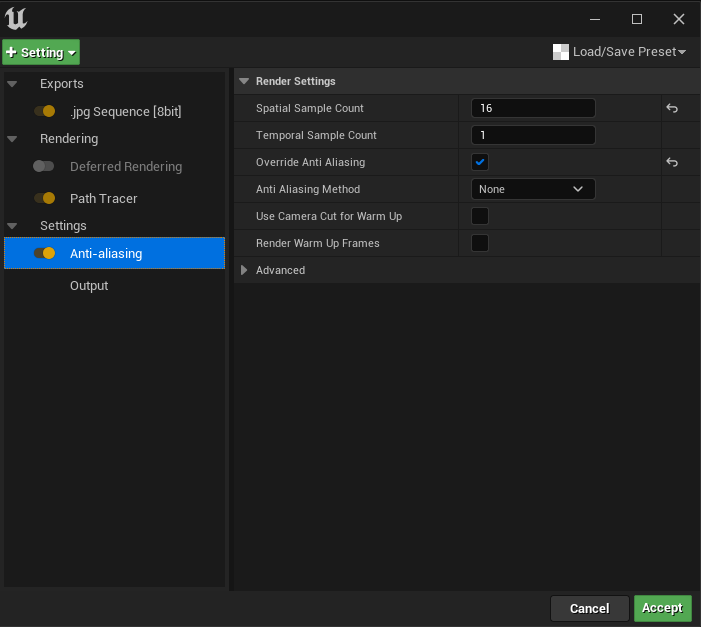 + Setting
Load/Save Preset
Exports
.jpg Sequence [8bit]
Rendering
Deferred Rendering
Path Tracer
Settings
Anti-aliasing
Output
Render Settings
Spatial Sample Count 16
Temporal Sample Count 1
Override Anti Aliasing
Anti Aliasing Method None
Use Camera Cut for Warm Up
Render Warm Up Frames
Advanced
Cancel Accept